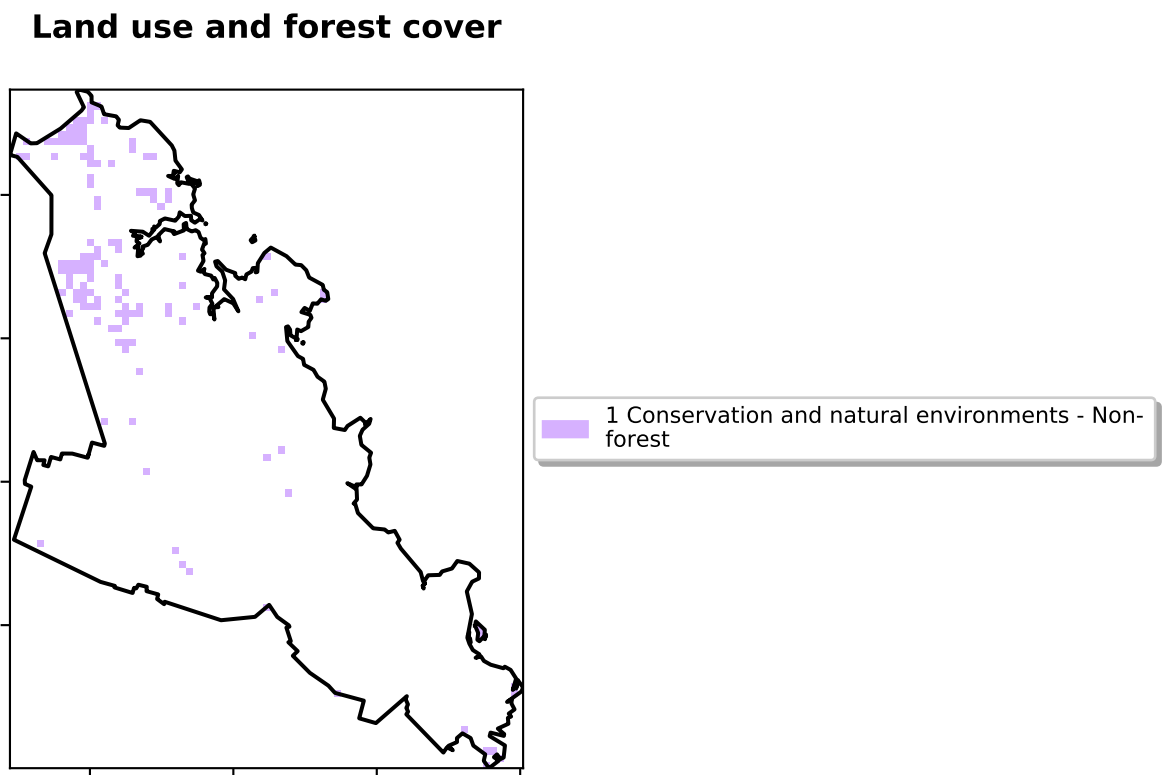 Land use and forest cover
1 Conservation and natural environments - Non-
forest